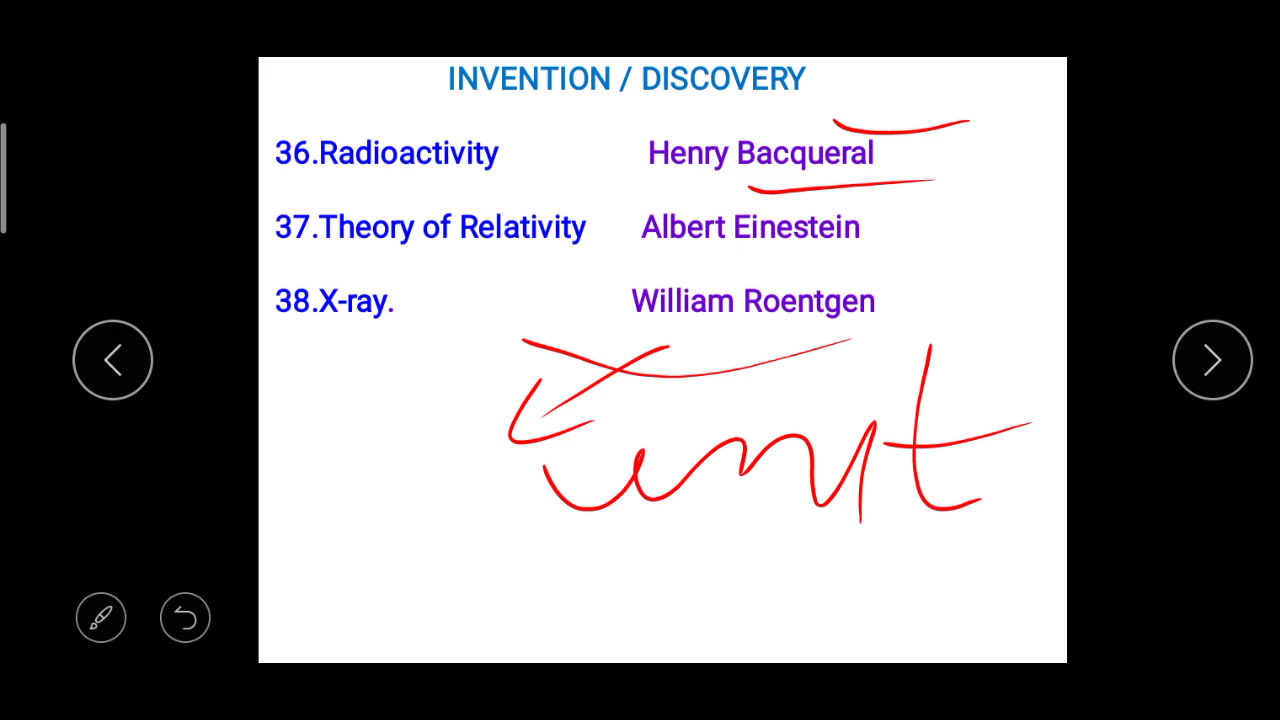 INVENTION / DISCOVERY
36.Radioactivity Henry Bacqueral
37.Theory of Relativity Albert Einestein
38.X-ray. William Roentgen